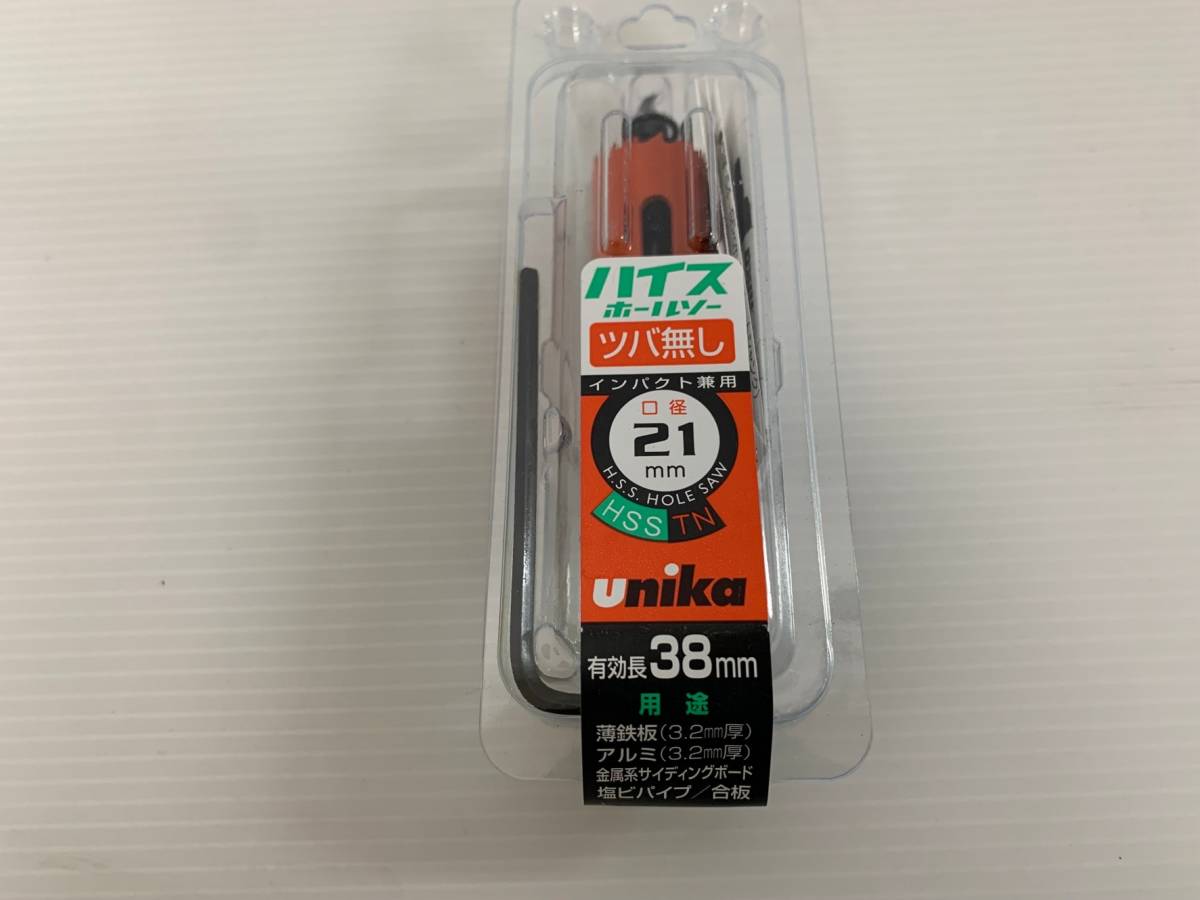 ハイス
ホールソー
ツバ無し
インパクト兼用
口径
21
mm
H.S.S. HOLE SAW
HSS TN
unika
有効長38mm
用途
薄鉄板(3.2mm厚)
アルミ(3.2mm厚)
金属系サイディングボード
塩ビパイプ/合板